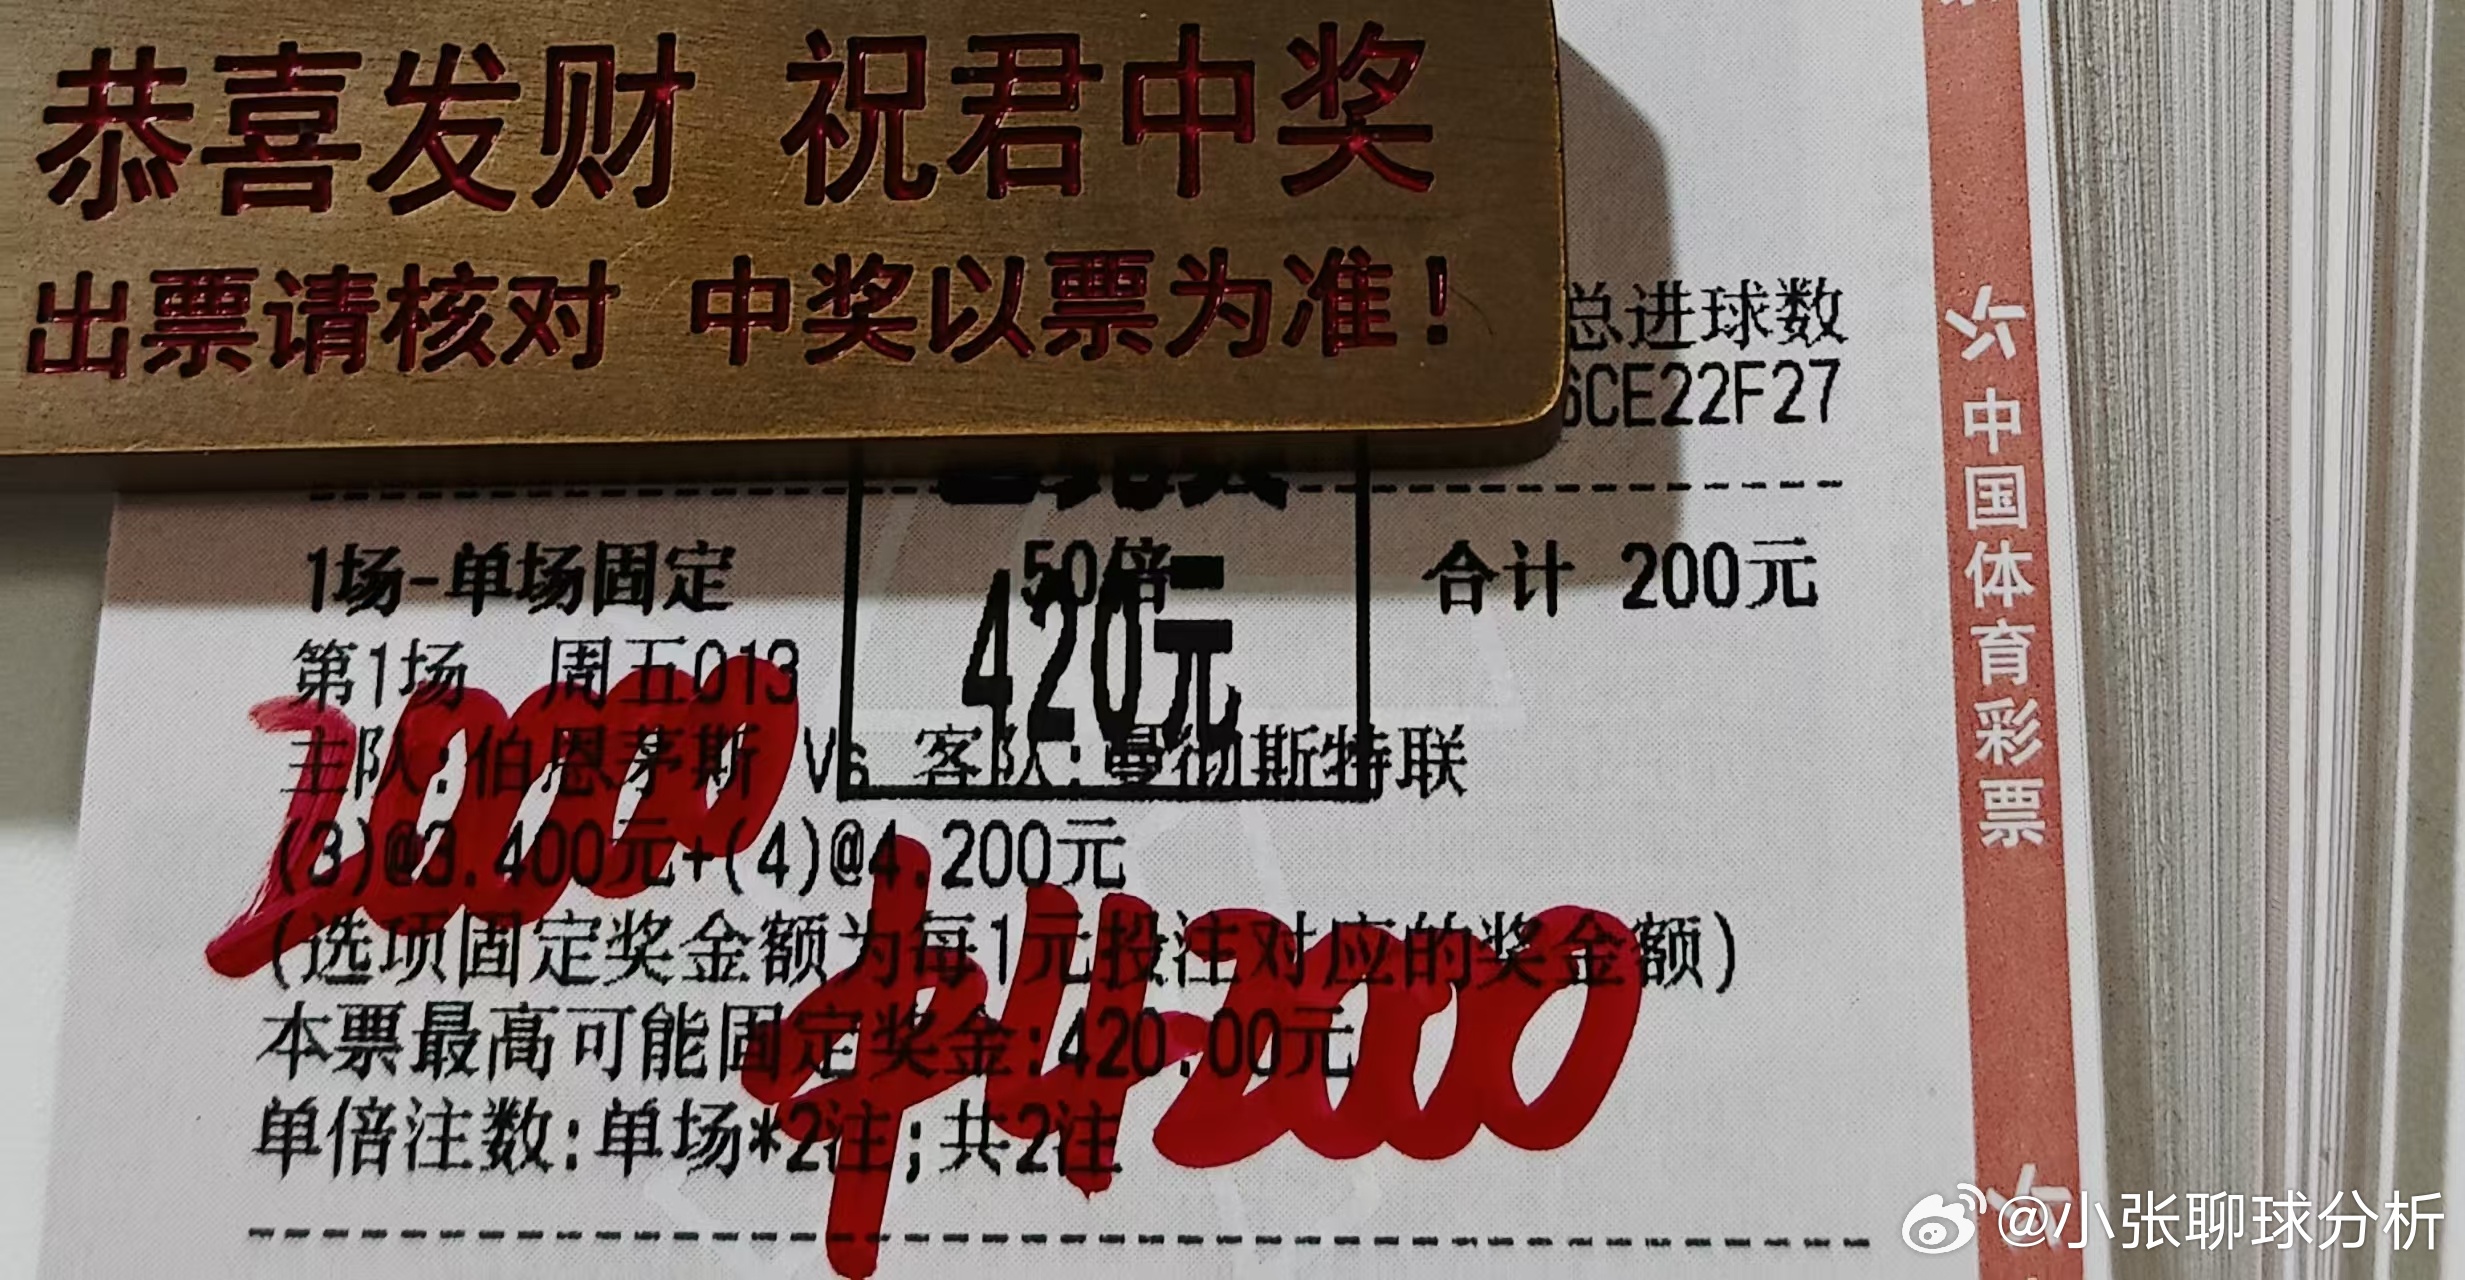 恭喜发财 祝君中奖
出票请核对 中奖以票为准!
总进球数
6CE22F27
1场-单场固定 50倍 合计 200元
420元
第1场 周五013
主队:伯恩茅斯 Vs 客队:曼彻斯特联
(3)@3.400元+(4)@4.200元
(选项固定奖金额为每1元投注对应的奖金额)
本票最高可能固定奖金:420.00元
单倍注数:单场*2注;共2注
中4200
中国体育彩票
@小张聊球分析